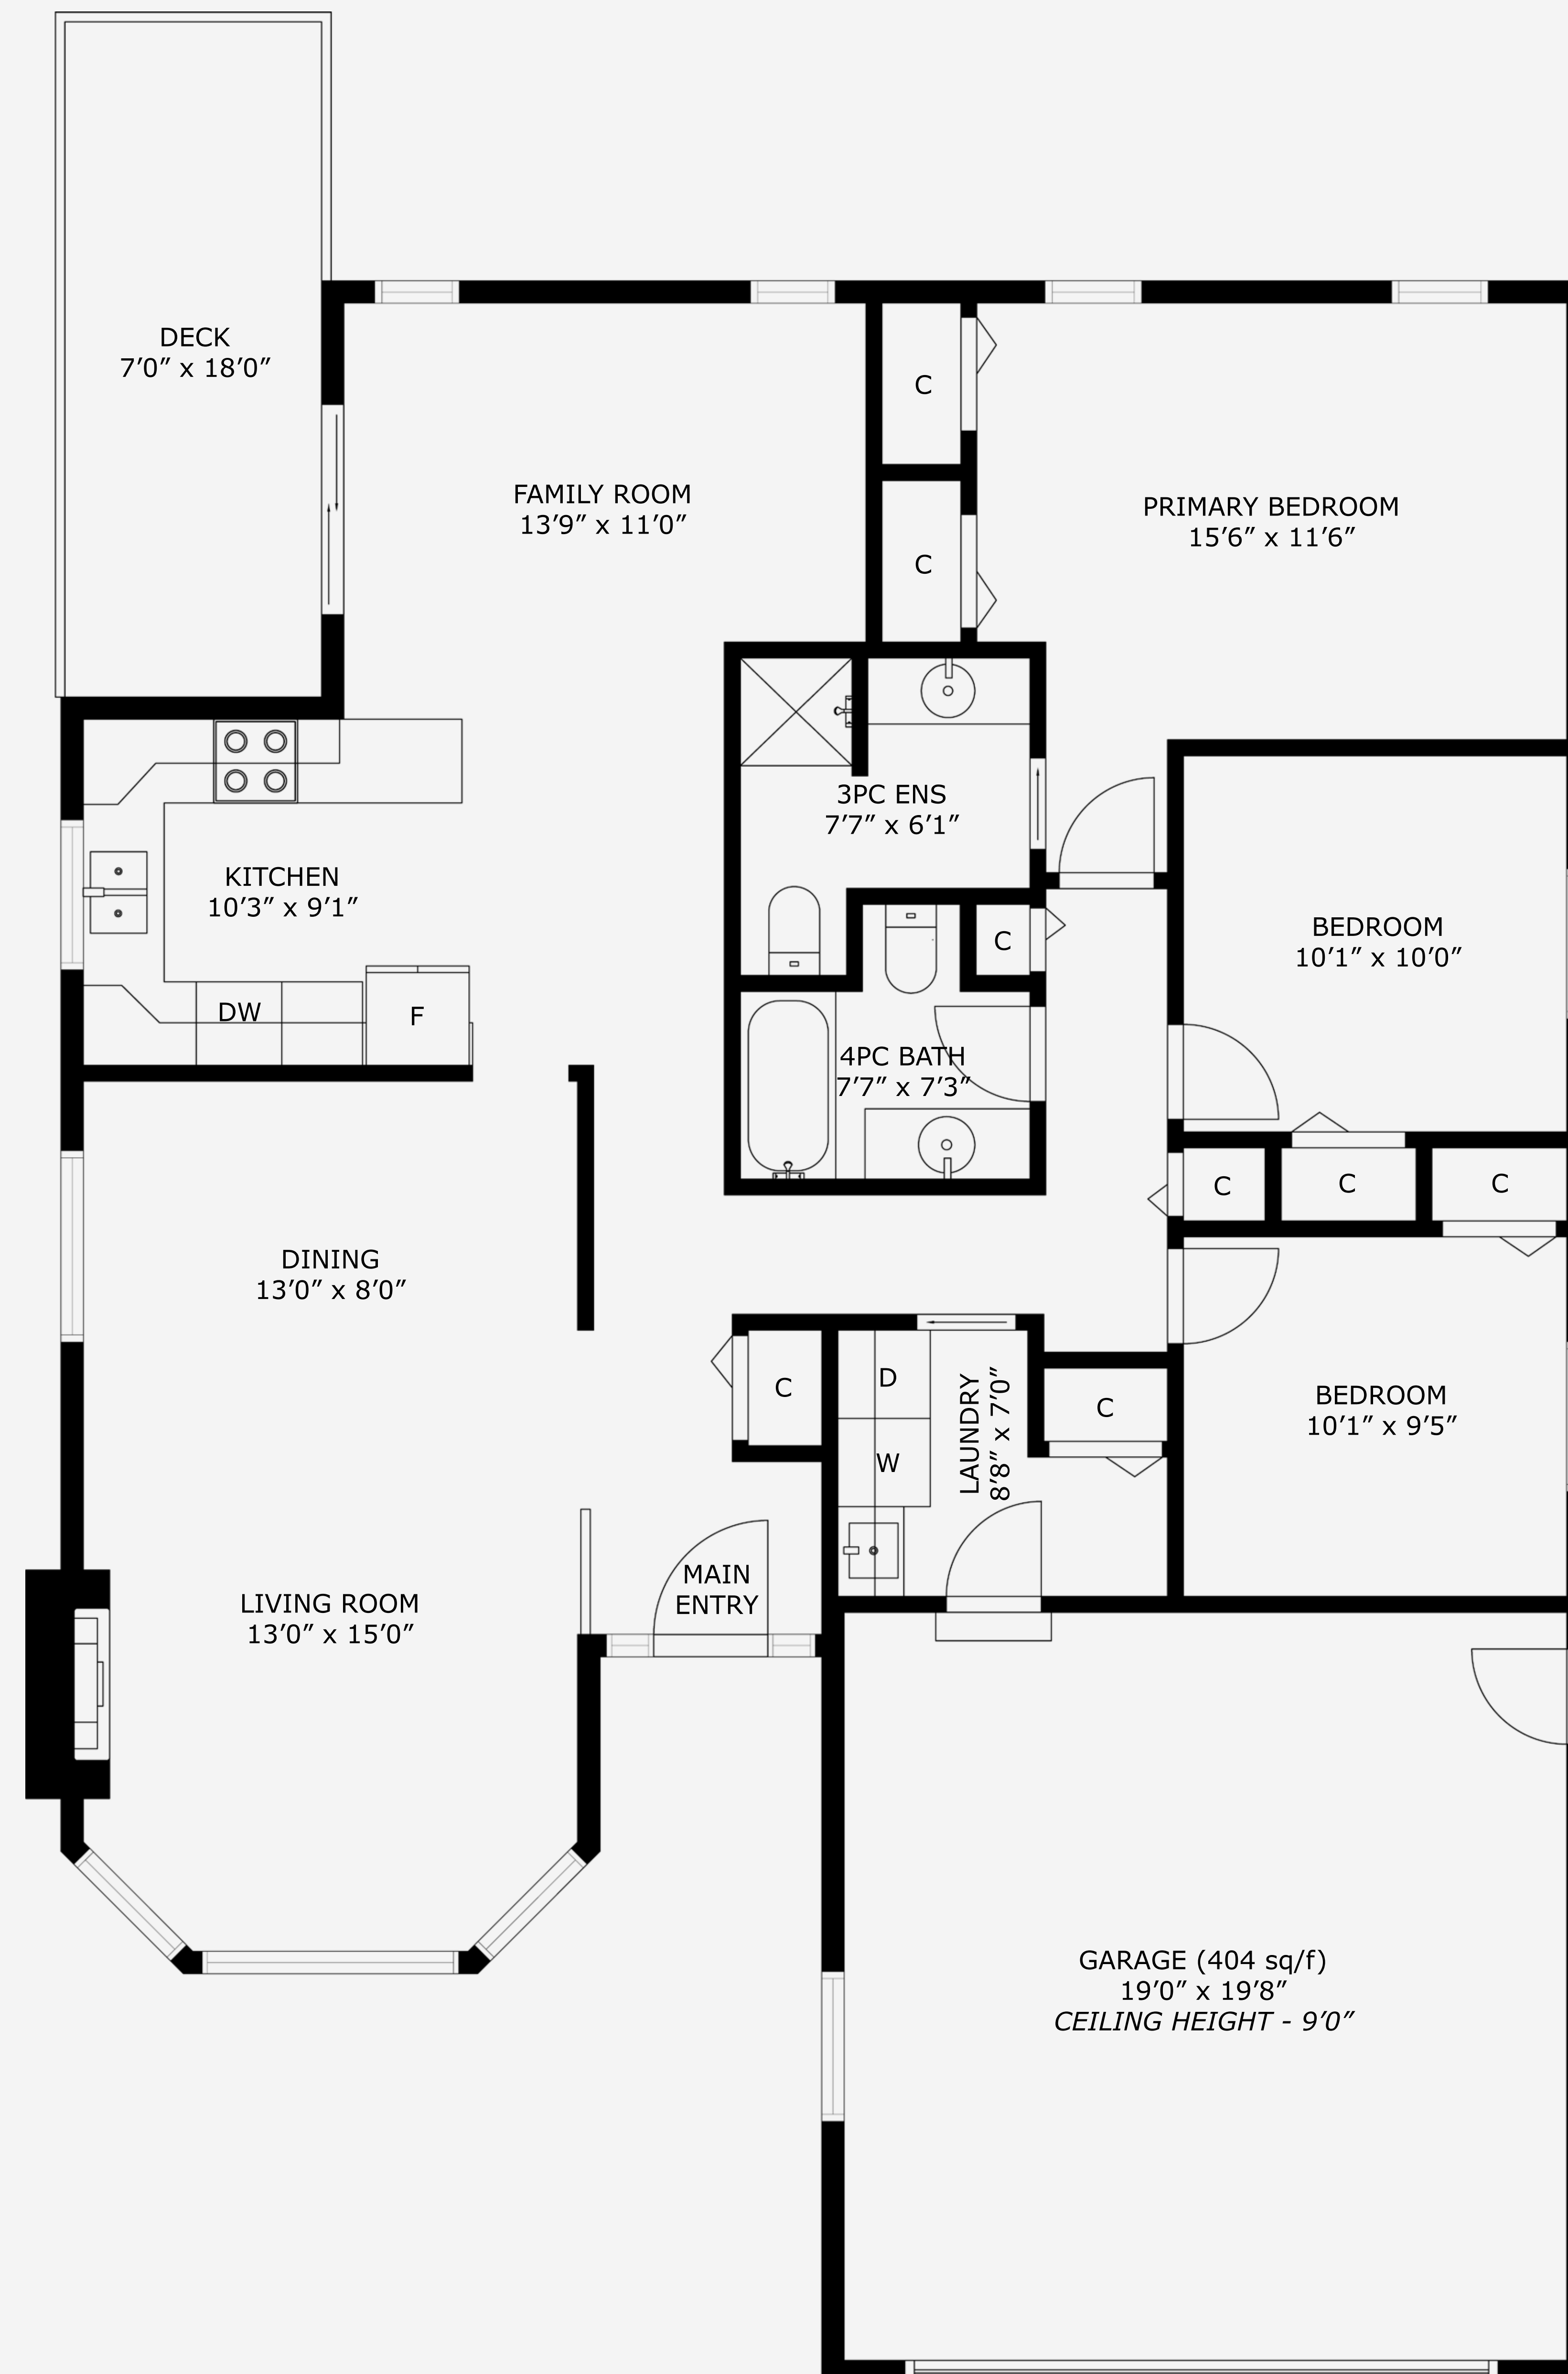 DECK
7’0” x 18’0”
FAMILY ROOM
13’9” x 11’0”
C
C
PRIMARY BEDROOM
15’6” x 11’6”
3PC ENS
7’7” x 6’1”
KITCHEN
10’3” x 9’1”
DW
F
C
BEDROOM
10’1” x 10’0”
4PC BATH
7’7” x 7’3”
C
C
C
DINING
13’0” x 8’0”
C
D
W
LAUNDRY
8’8” x 7’0”
C
BEDROOM
10’1” x 9’5”
MAIN
ENTRY
LIVING ROOM
13’0” x 15’0”
GARAGE (404 sq/f)
19’0” x 19’8”
CEILING HEIGHT - 9’0”